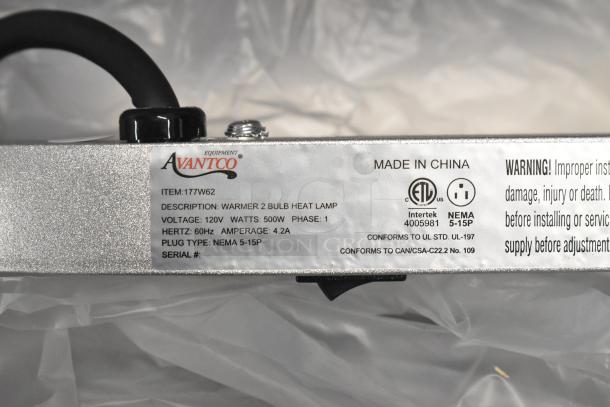 EQUIPMENT
AVANTCO
ITEM:177W62
DESCRIPTION: WARMER 2 BULB HEAT LAMP
VOLTAGE: 120V WATTS: 500W PHASE: 1
HERTZ: 60Hz AMPERAGE: 4.2A
PLUG TYPE: NEMA 5-15P
SERIAL #:
MADE IN CHINA
C ETL US
Intertek
4005981
NEMA
5-15P
CONFORMS TO UL STD. UL-197
CONFORMS TO CAN/CSA-C22.2 No. 109
WARNING! Improper inst
damage, injury or death.
before installing or servic
supply before adjustment